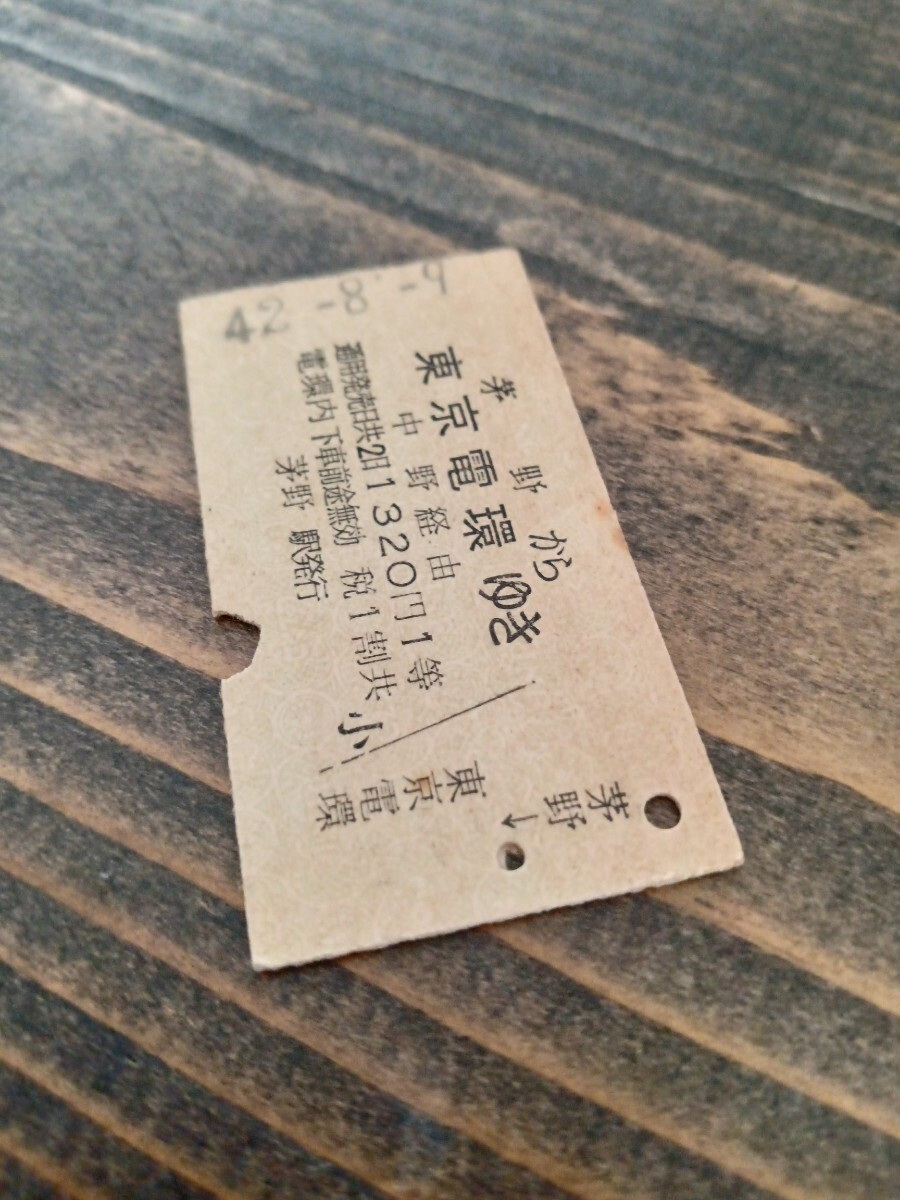 42 -8 -9
茅野から
東京電環ゆき
中野経由
通用発売日共2日 1320円 1等
電環内下車前途無効 税1割共
茅野駅発行
小
茅野
↓
東京
電環